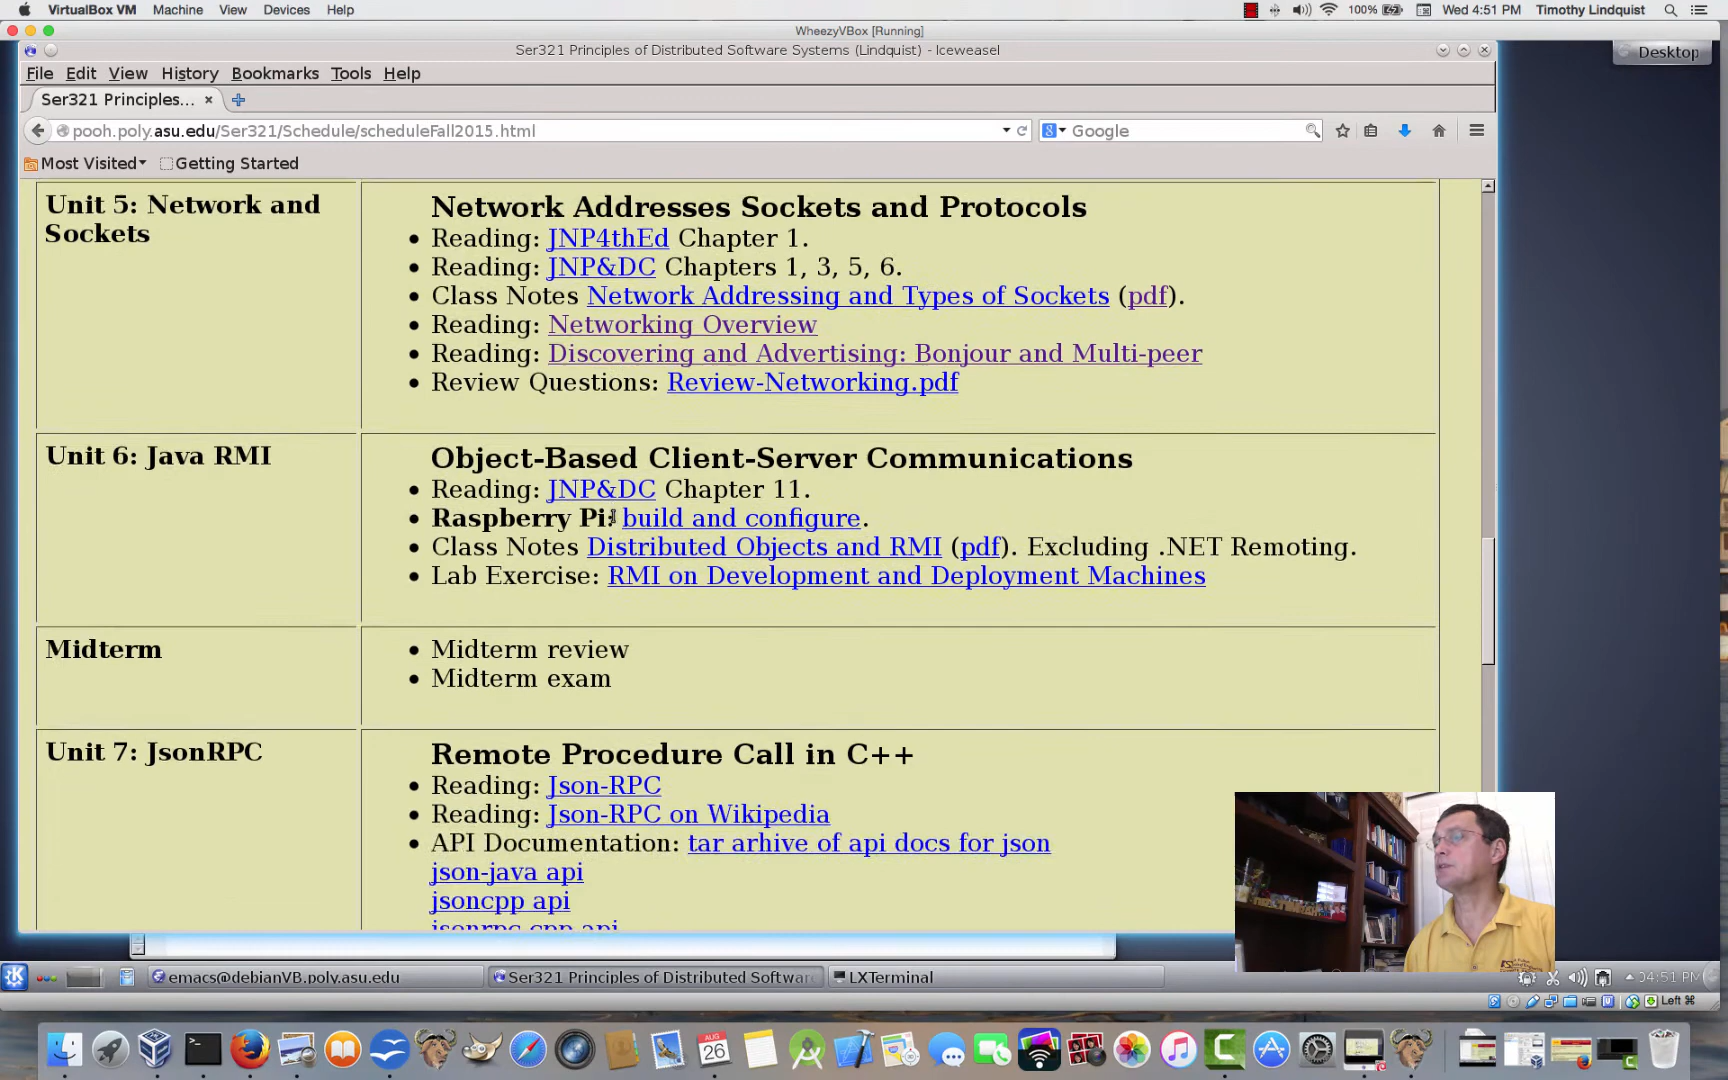 VirtualBox VM Machine View Devices Help 100% Wed 4:51 PM Timothy Lindquist
WheezyVBox [Running]
Ser321 Principles of Distributed Software Systems (Lindquist) - Iceweasel
Desktop
File Edit View History Bookmarks Tools Help
Ser321 Principles...
pooh.poly.asu.edu/Ser321/Schedule/scheduleFall2015.html
Google
Most Visited Getting Started
Unit 5: Network and
Sockets
Network Addresses Sockets and Protocols
• Reading: JNP4thEd Chapter 1.
• Reading: JNP&DC Chapters 1, 3, 5, 6.
• Class Notes Network Addressing and Types of Sockets (pdf).
• Reading: Networking Overview
• Reading: Discovering and Advertising: Bonjour and Multi-peer
• Review Questions: Review-Networking.pdf
Unit 6: Java RMI
Object-Based Client-Server Communications
• Reading: JNP&DC Chapter 11.
• Raspberry Pi: build and configure.
• Class Notes Distributed Objects and RMI (pdf). Excluding .NET Remoting.
• Lab Exercise: RMI on Development and Deployment Machines
Midterm
• Midterm review
• Midterm exam
Unit 7: JsonRPC
Remote Procedure Call in C++
• Reading: Json-RPC
• Reading: Json-RPC on Wikipedia
• API Documentation: tar arhive of api docs for json
json-java api
jsoncpp api
jsonrpc cpp api
emacs@debianVB.poly.asu.edu Ser321 Principles of Distributed Softwar LXTerminal 04:51 PM
Left ⌘
AUG
26